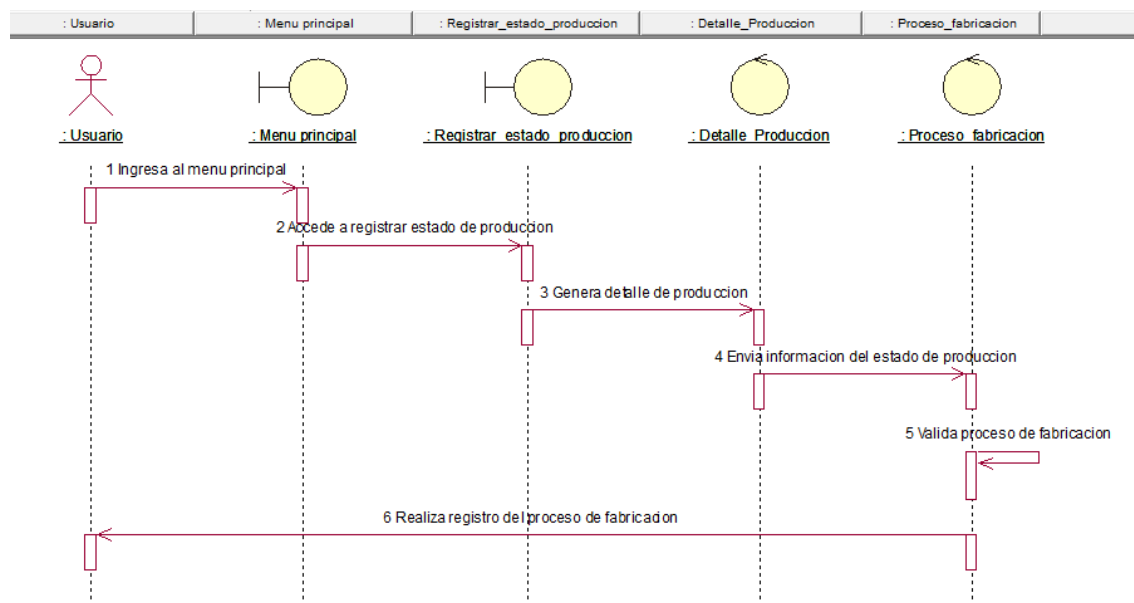 : Usuario
: Menu principal
: Registrar_estado_produccion
: Detalle_Produccion
: Proceso_fabricacion
: Usuario
: Menu principal
: Registrar_estado_produccion
: Detalle_Produccion
: Proceso_fabricacion
1 Ingresa al menu principal
2 Accede a registrar estado de produccion
3 Genera detalle de produccion
4 Envia informacion del estado de produccion
5 Valida proceso de fabricacion
6 Realiza registro del proceso de fabricacion